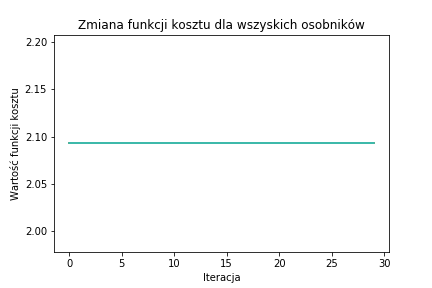 Zmiana funkcji kosztu dla wszyskich osobników
2.20
2.15
2.10
2.05
2.00
Wartość funkcji kosztu
0 5 10 15 20 25 30
Iteracja